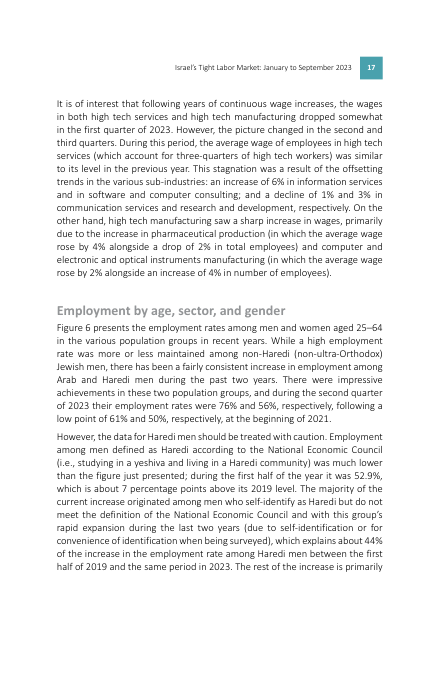 Israel's Tight Labor Market: January to September 2023 17
It is of interest that following years of continuous wage increases, the wages
in both high tech services and high tech manufacturing dropped somewhat
in the first quarter of 2023. However, the picture changed in the second and
third quarters. During this period, the average wage of employees in high tech
services (which account for three-quarters of high tech workers) was similar
to its level in the previous year. This stagnation was a result of the offsetting
trends in the various sub-industries: an increase of 6% in information services
and in software and computer consulting; and a decline of 1% and 3% in
communication services and research and development, respectively. On the
other hand, high tech manufacturing saw a sharp increase in wages, primarily
due to the increase in pharmaceutical production (in which the average wage
rose by 4% alongside a drop of 2% in total employees) and computer and
electronic and optical instruments manufacturing (in which the average wage
rose by 2% alongside an increase of 4% in number of employees).
Employment by age, sector, and gender
Figure 6 presents the employment rates among men and women aged 25–64
in the various population groups in recent years. While a high employment
rate was more or less maintained among non-Haredi (non-ultra-Orthodox)
Jewish men, there has been a fairly consistent increase in employment among
Arab and Haredi men during the past two years. There were impressive
achievements in these two population groups, and during the second quarter
of 2023 their employment rates were 76% and 56%, respectively, following a
low point of 61% and 50%, respectively, at the beginning of 2021.
However, the data for Haredi men should be treated with caution. Employment
among men defined as Haredi according to the National Economic Council
(i.e., studying in a yeshiva and living in a Haredi community) was much lower
than the figure just presented; during the first half of the year it was 52.9%,
which is about 7 percentage points above its 2019 level. The majority of the
current increase originated among men who self-identify as Haredi but do not
meet the definition of the National Economic Council and with this group's
rapid expansion during the last two years (due to self-identification or for
convenience of identification when being surveyed), which explains about 44%
of the increase in the employment rate among Haredi men between the first
half of 2019 and the same period in 2023. The rest of the increase is primarily